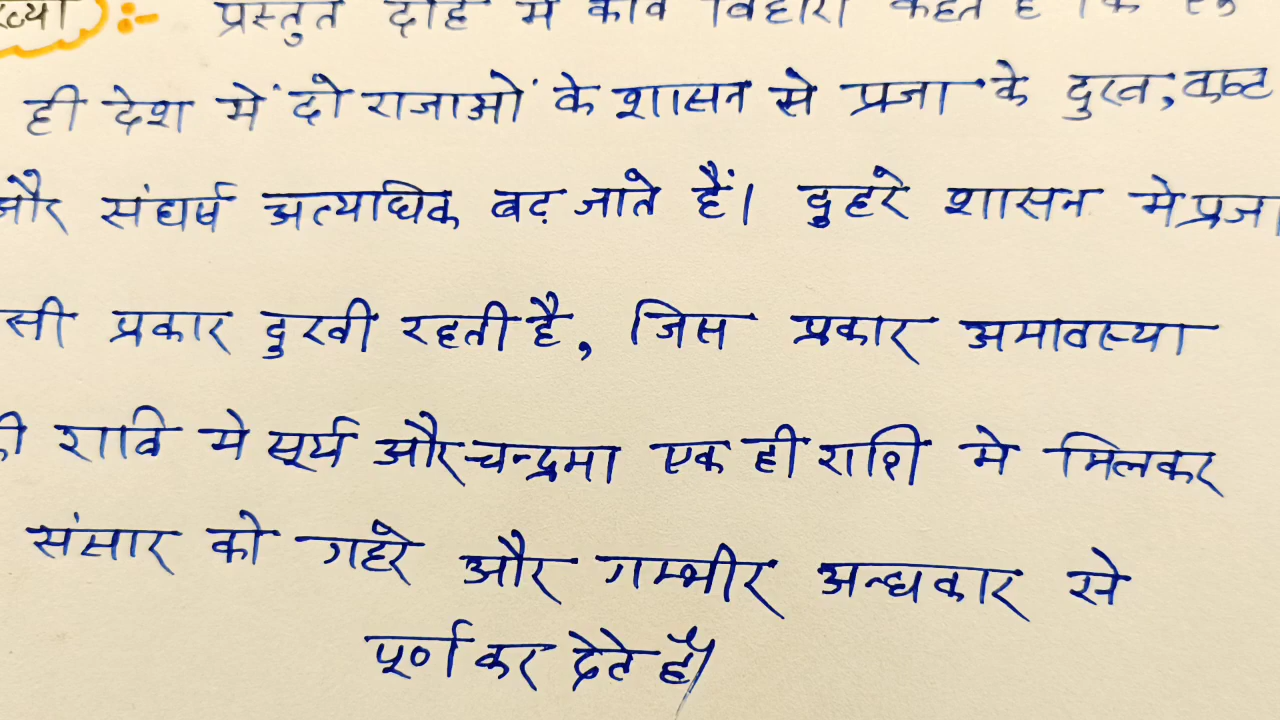 ख्या :- प्रस्तुत दोहे में कवि बिहारी कहते है कि एक
ही देश में दो राजाओं के शासन से प्रजा के दुख, कष्ट
और संघर्ष अत्याधिक बढ़ जाते हैं। दुहरे शासन मे प्रजा
सी प्रकार दुखी रहती है, जिस प्रकार अमावस्या
की रात्रि मे सूर्य और चन्द्रमा एक ही राशि मे मिलकर
संसार को गहरे और गम्भीर अन्धकार से
पूर्ण कर देते है।